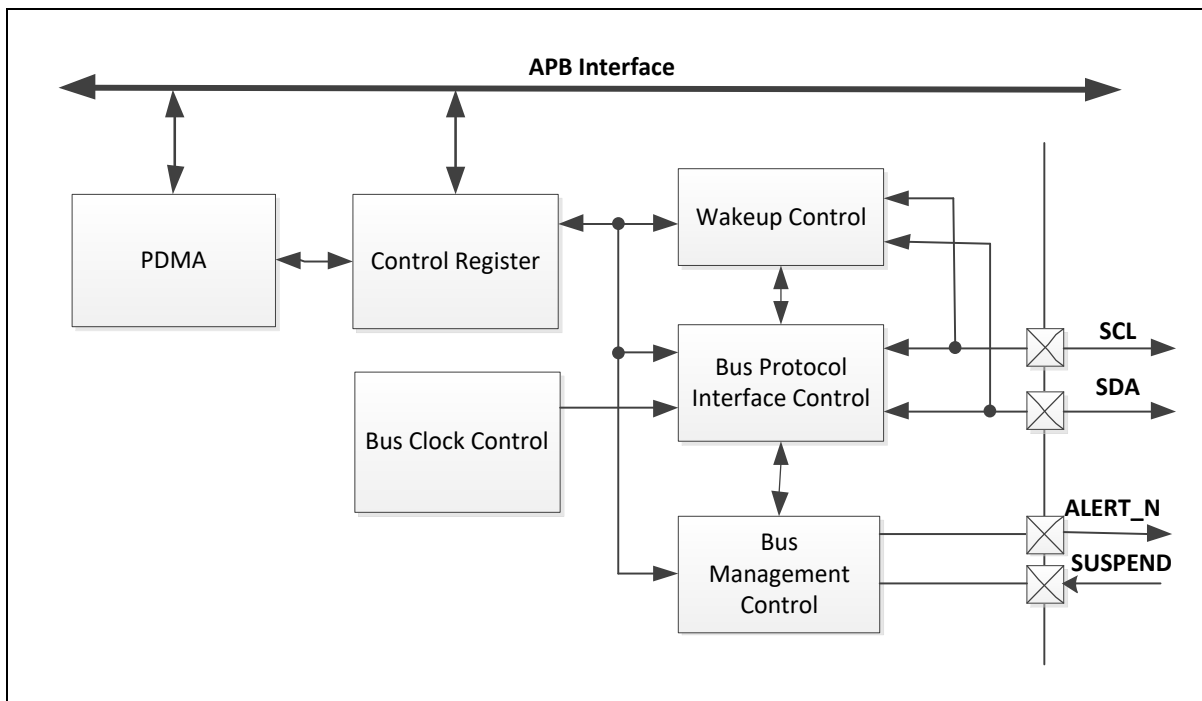 APB Interface
PDMA
Control Register
Wakeup Control
Bus Protocol
Interface Control
Bus Clock Control
Bus
Management
Control
SCL
SDA
ALERT_N
SUSPEND